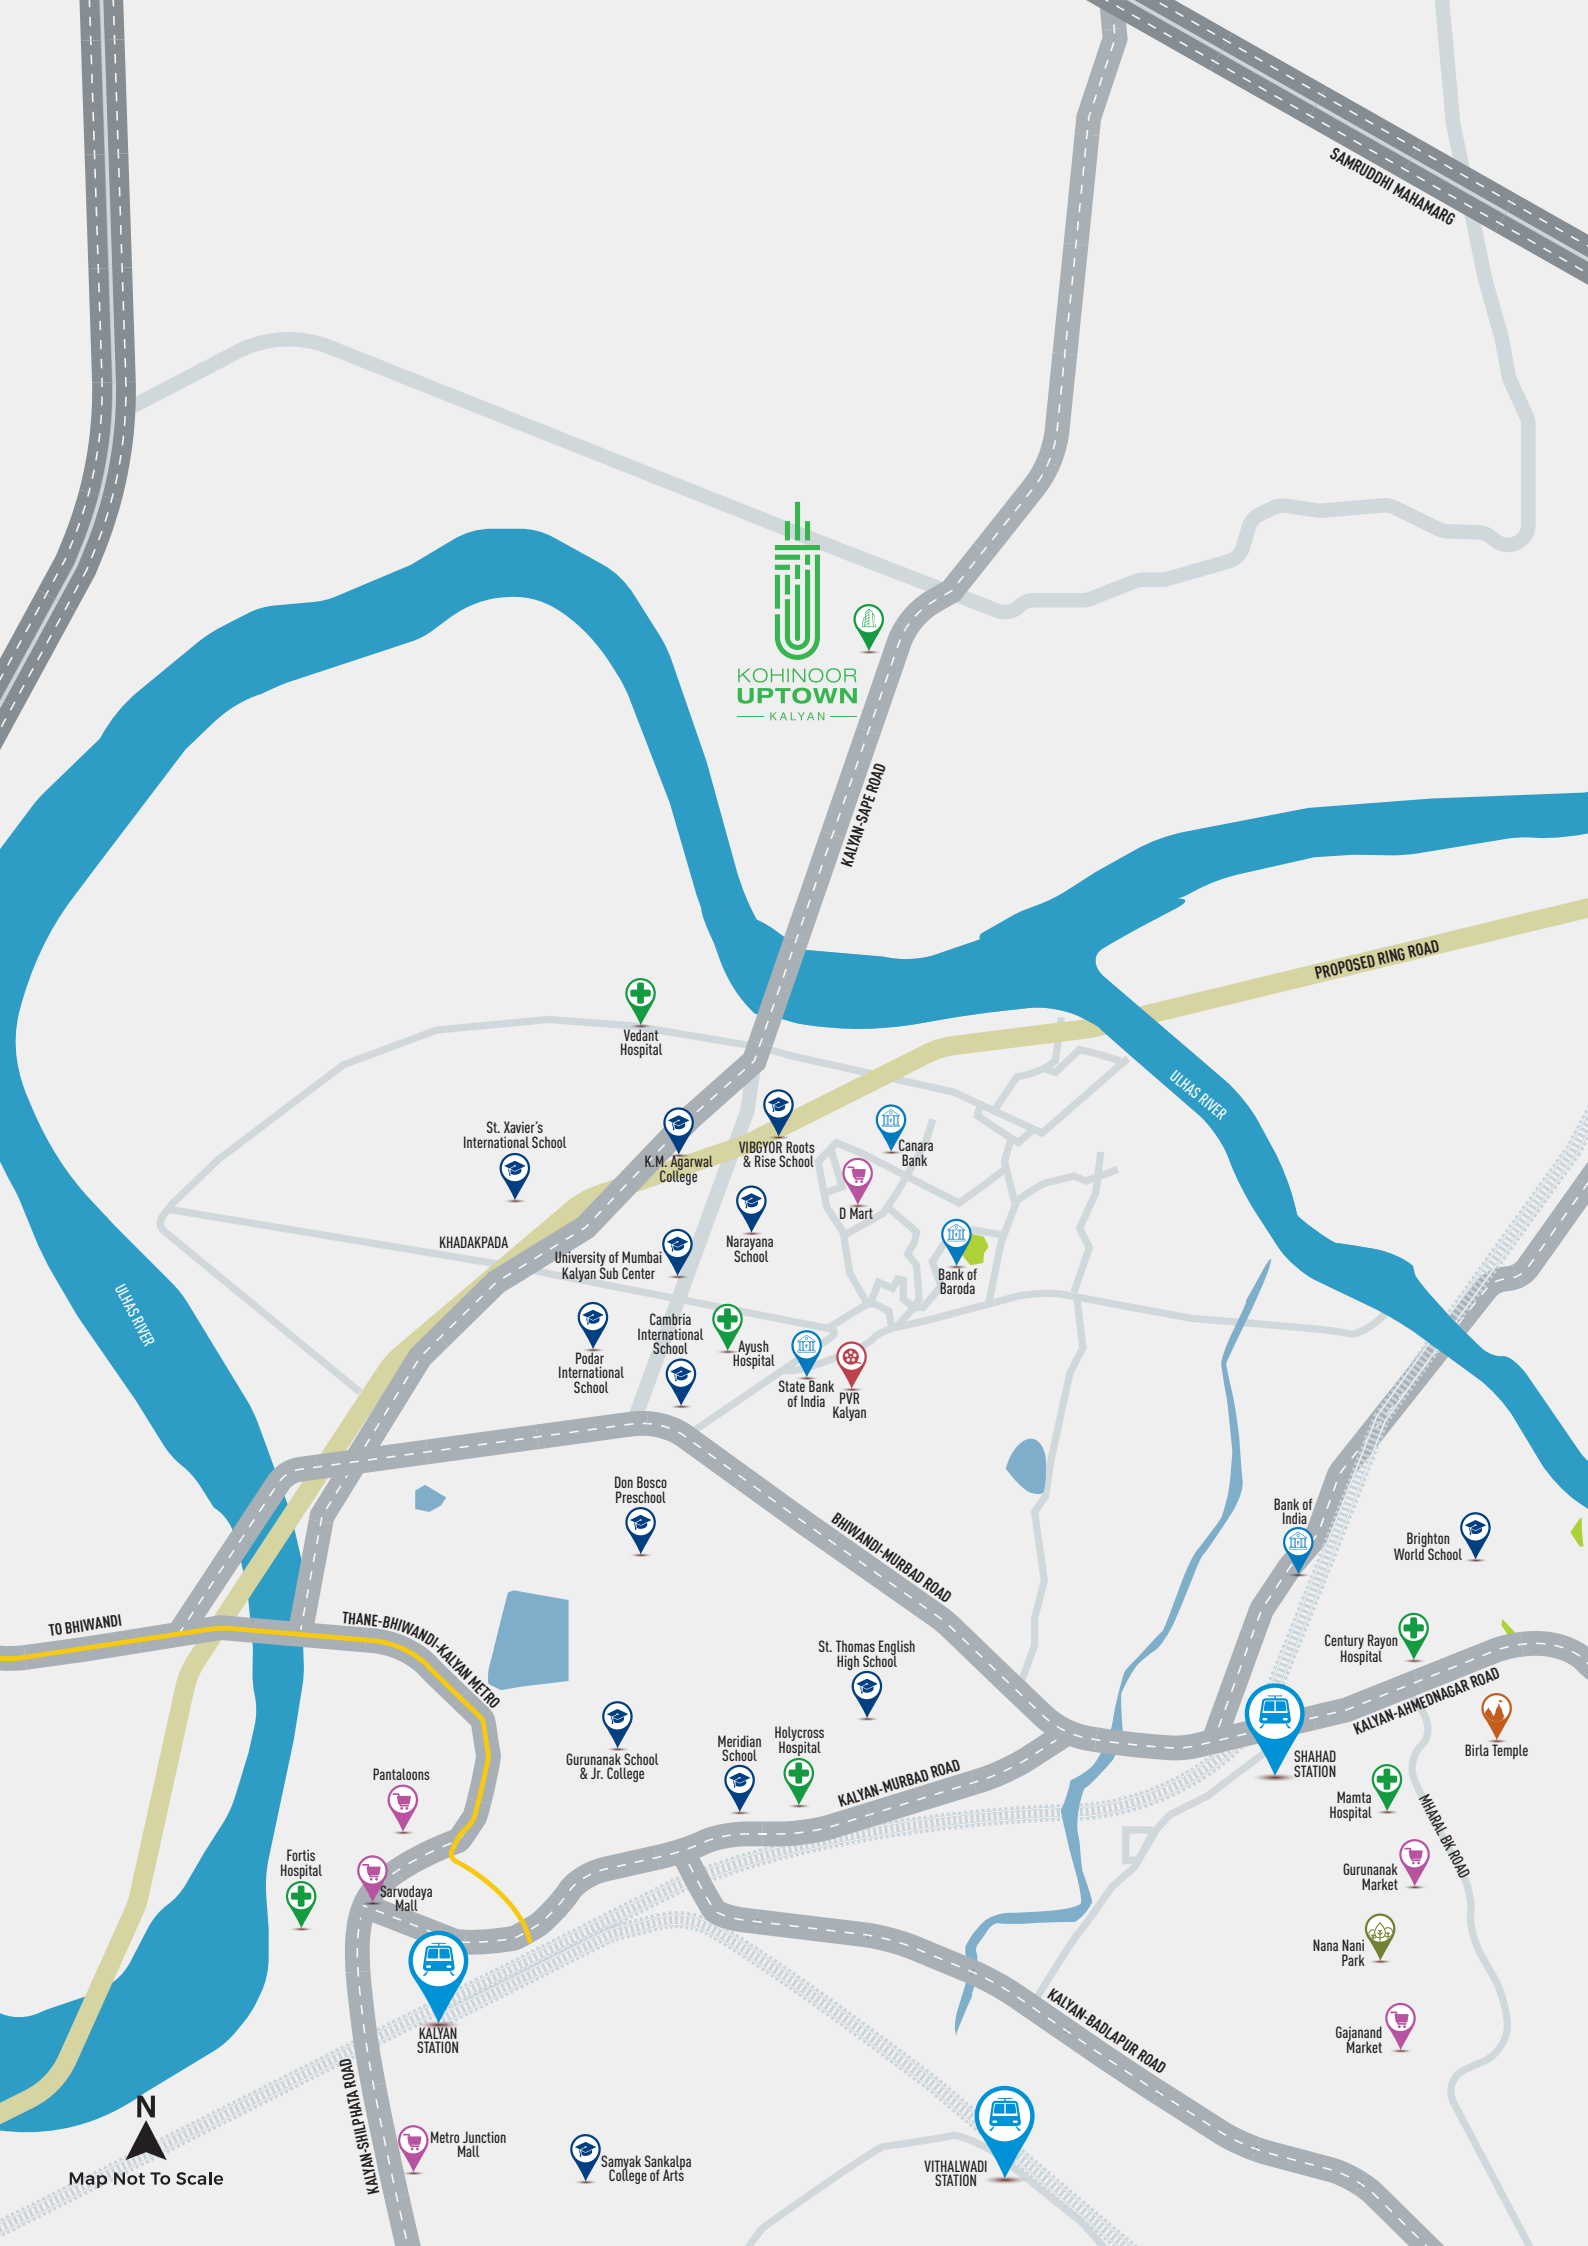 SAMRUDDHI MAHAMARG
KOHINOOR
UPTOWN
KALYAN
KALYAN-SAPE ROAD
PROPOSED RING ROAD
Vedant
Hospital
ULHAS RIVER
St. Xavier's
International School
K.M. Agarwal
College
VIBGYOR Roots
& Rise School
Canara
Bank
D Mart
KHADAKPADA
University of Mumbai
Kalyan Sub Center
Narayana
School
Bank of
Baroda
ULHAS RIVER
Podar
International
School
Cambria
International
School
Ayush
Hospital
State Bank
of India
PVR
Kalyan
Don Bosco
Preschool
BHIWANDI-MURBAD ROAD
Bank of
India
Brighton
World School
TO BHIWANDI
THANE-BHIWANDI-KALYAN METRO
St. Thomas English
High School
Century Rayon
Hospital
KALYAN-AHMEDNAGAR ROAD
Gurunanak School
& Jr. College
Meridian
School
Holycross
Hospital
KALYAN-MURBAD ROAD
SHAHAD
STATION
Birla Temple
Pantaloons
Mamta
Hospital
MHARAL BK ROAD
Fortis
Hospital
Sarvodaya
Mall
Gurunanak
Market
Nana Nani
Park
KALYAN
STATION
KALYAN-BADLAPUR ROAD
Gajanand
Market
KALYAN-SHILPHATA ROAD
N
Map Not To Scale
Metro Junction
Mall
Samyak Sankalpa
College of Arts
VITHALWADI
STATION